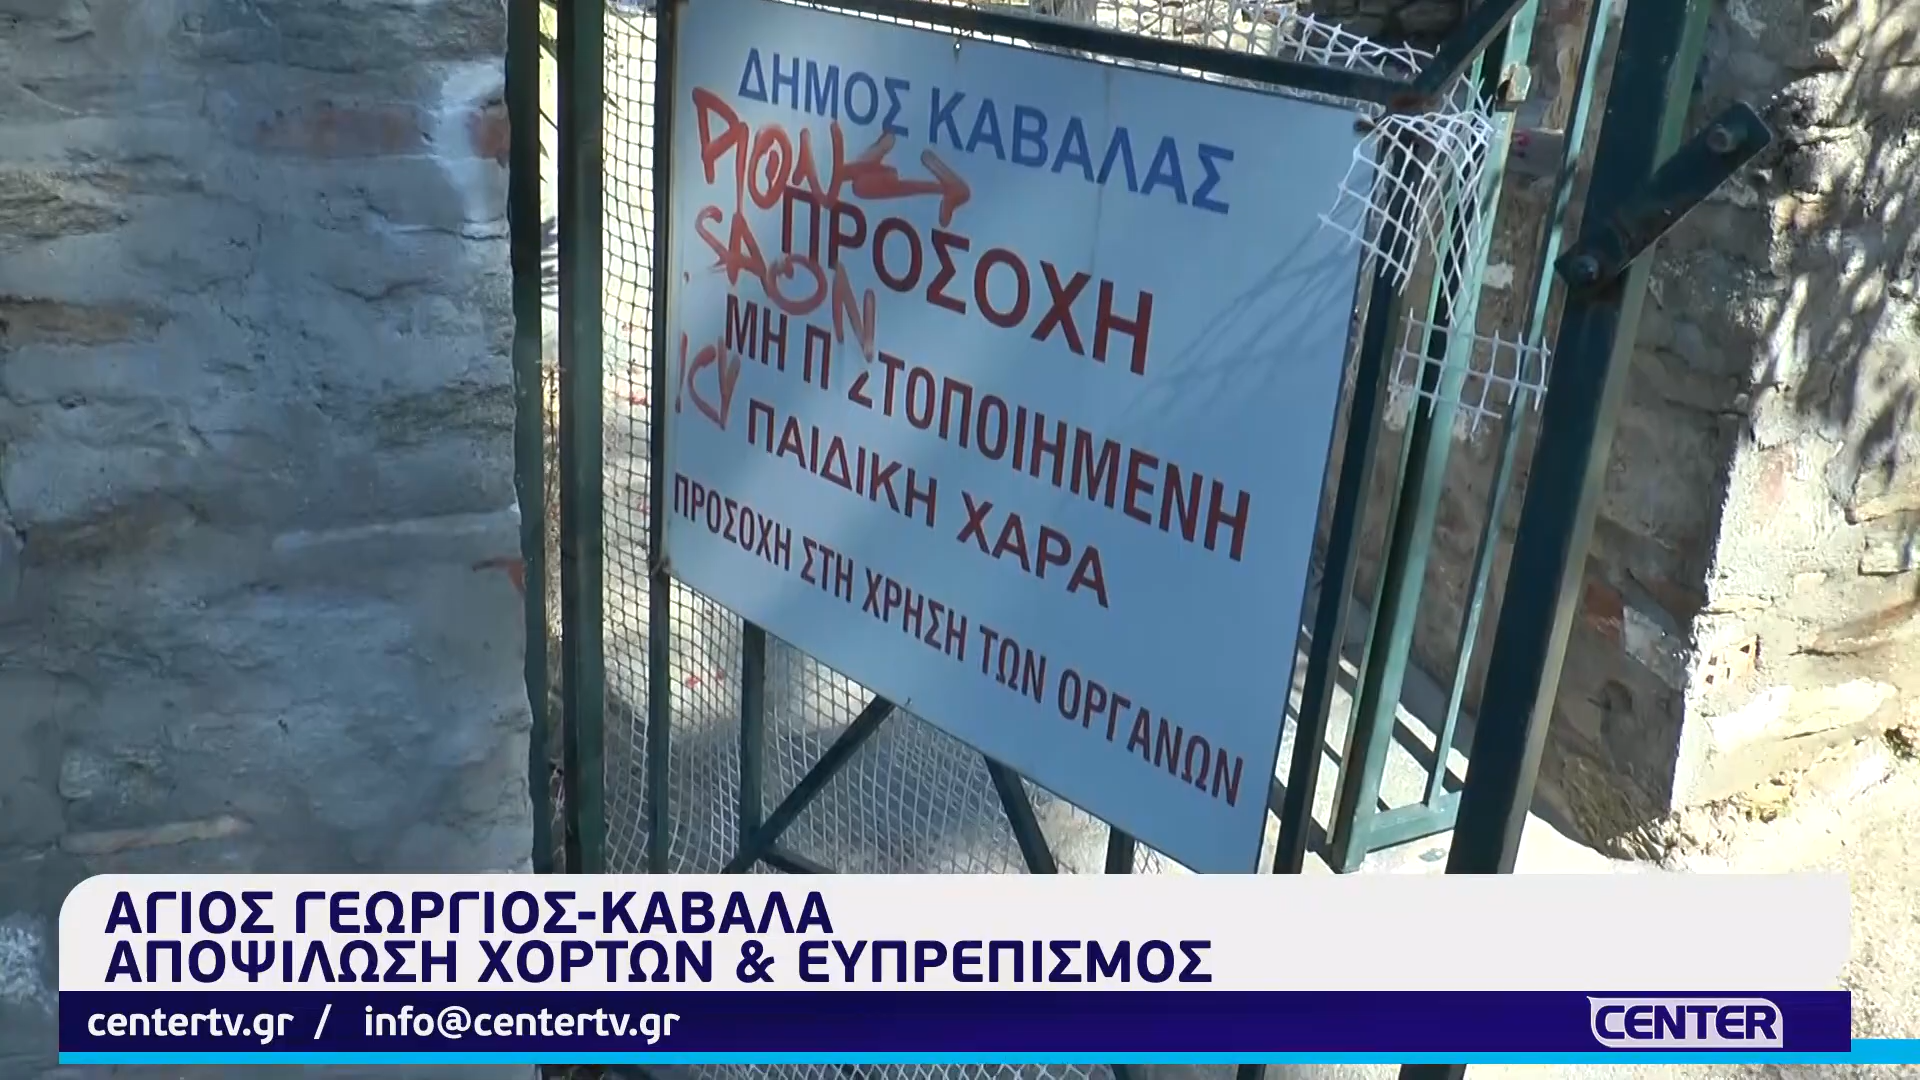 ΔΗΜΟΣ ΚΑΒΑΛΑΣ
ΠΡΟΣΟΧΗ
SAON
ΜΗ Π ΣΤΟΠΟΙΗΜΕΝΗ
ΠΑΙΔΙΚΗ ΧΑΡΑ
ΠΡΟΣΟΧΗ ΣΤΗ ΧΡΗΣΗ ΤΩΝ ΟΡΓΑΝΩΝ
ΑΓΙΟΣ ΓΕΩΡΓΙΟΣ-ΚΑΒΑΛΑ
ΑΠΟΨΙΛΩΣΗ ΧΟΡΤΩΝ & ΕΥΠΡΕΠΙΣΜΟΣ
centertv.gr / info@centertv.gr
CENTER